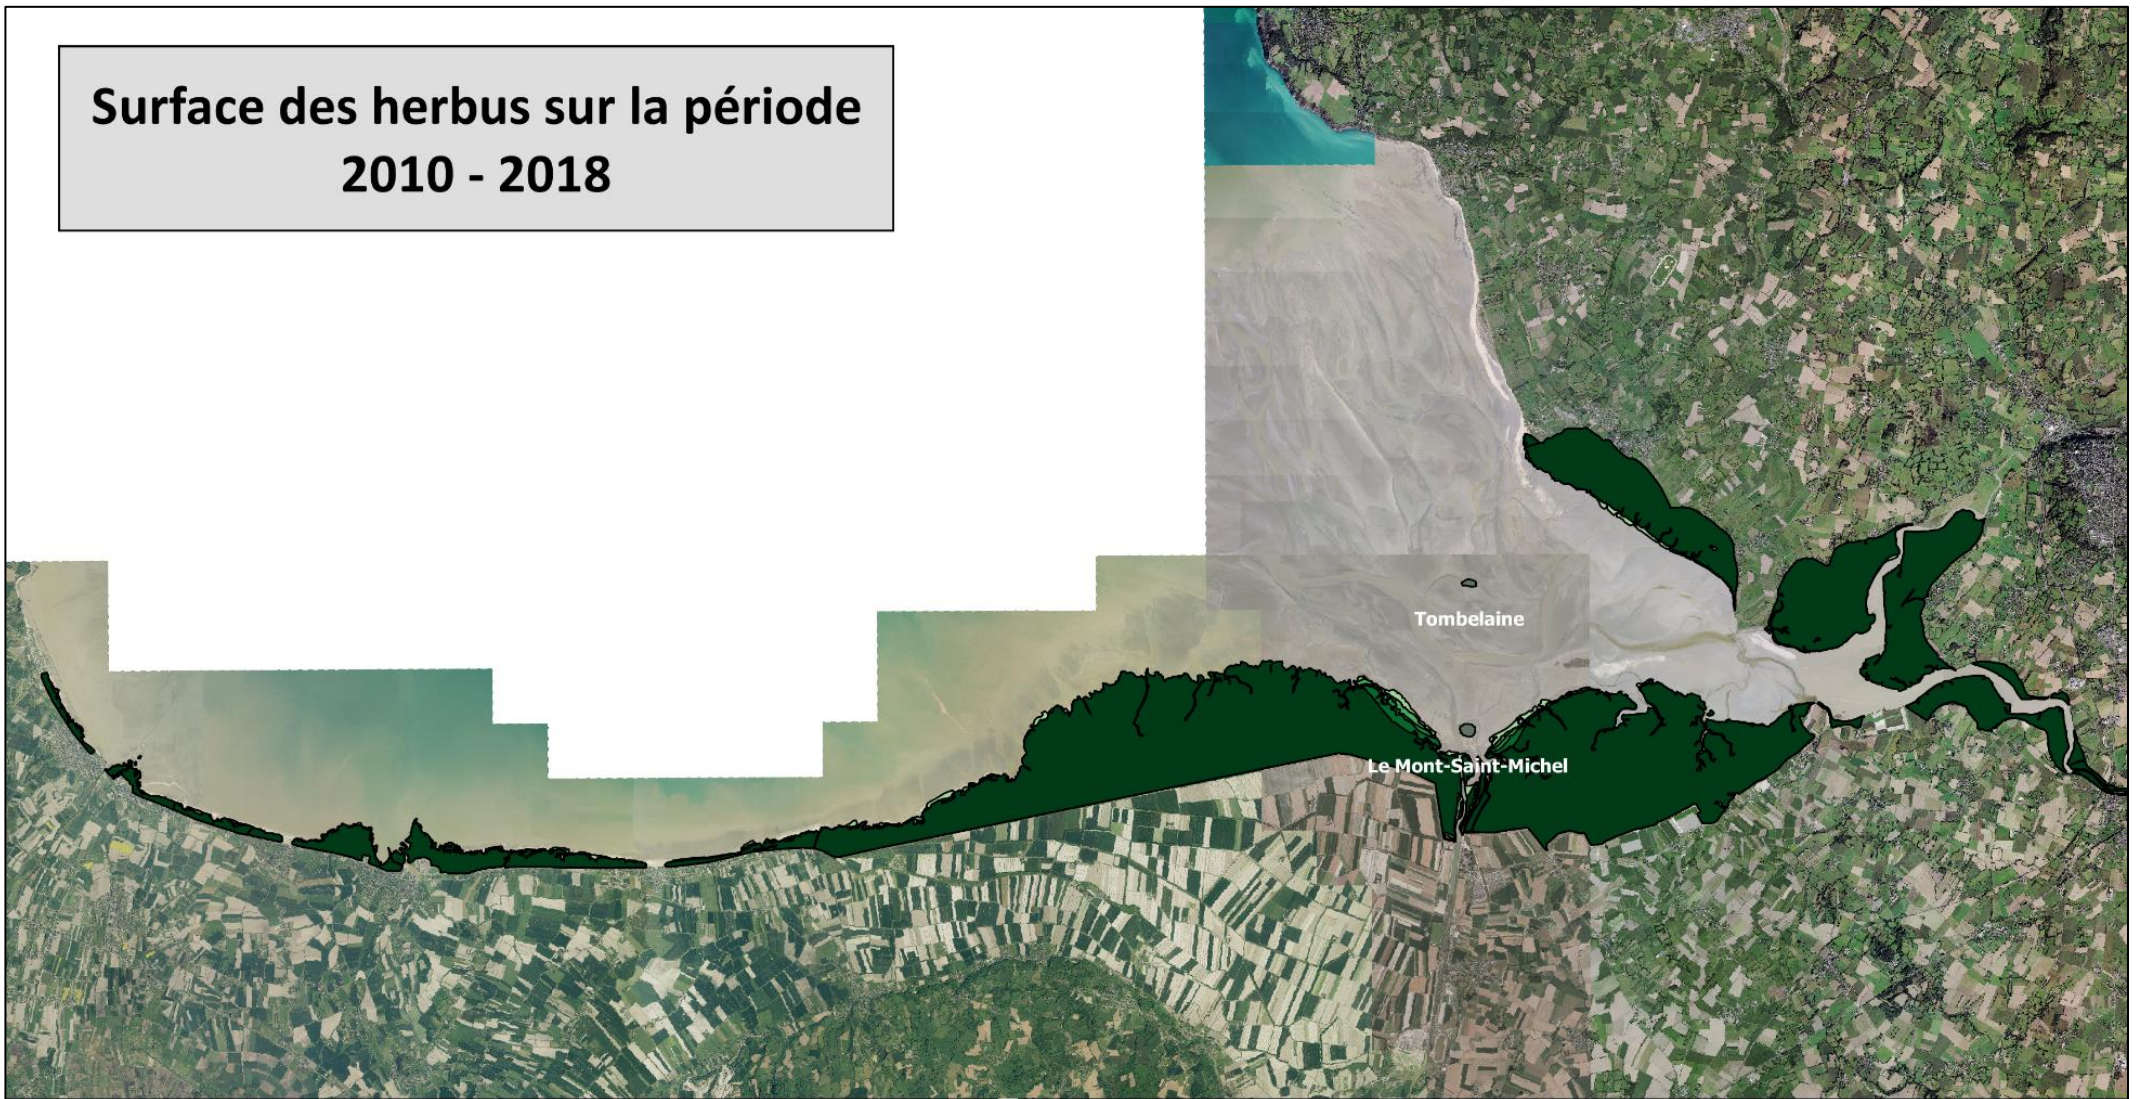 Surface des herbus sur la période
2010 - 2018
Tombelaine
Le Mont-Saint-Michel